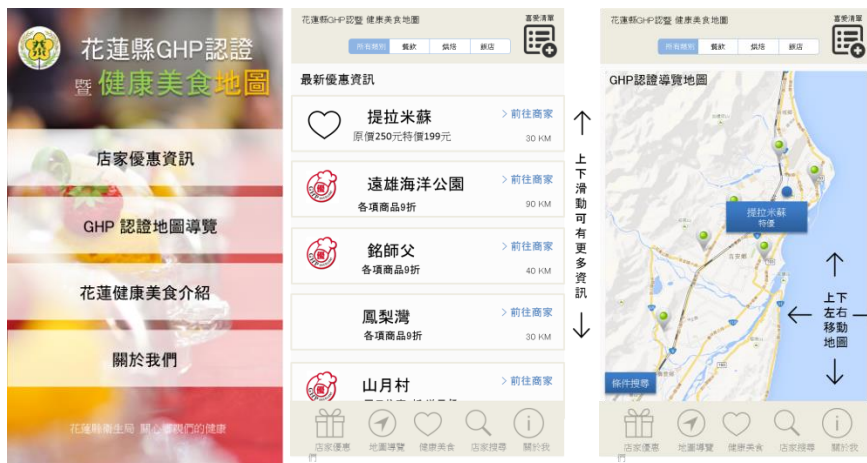 花蓮縣GHP認證
暨 健康美食地圖
店家優惠資訊
GHP 認證地圖導覽
花蓮健康美食介紹
關於我們
花蓮縣衛生局 關心鄉親們的健康
花蓮縣GHP認暨 健康美食地圖
喜愛清單
所有類別 餐飲 烘焙 飯店
最新優惠資訊
提拉米蘇
原價250元特價199元
> 前往商家
30 KM
遠雄海洋公園
各項商品9折
> 前往商家
90 KM
銘師父
各項商品9折
> 前往商家
40 KM
鳳梨灣
各項商品9折
> 前往商家
30 KM
山月村
> 前往商家
店家優惠 地圖導覽 健康美食 店家搜尋 關於我
們
上下滑動可有更多資訊
花蓮縣GHP認暨 健康美食地圖
喜愛清單
所有類別 餐飲 烘焙 飯店
GHP認證導覽地圖
提拉米蘇
特優
吉安鄉
上下
左右
移動
地圖
條件搜尋
店家優惠 地圖導覽 健康美食 店家搜尋 關於我
們